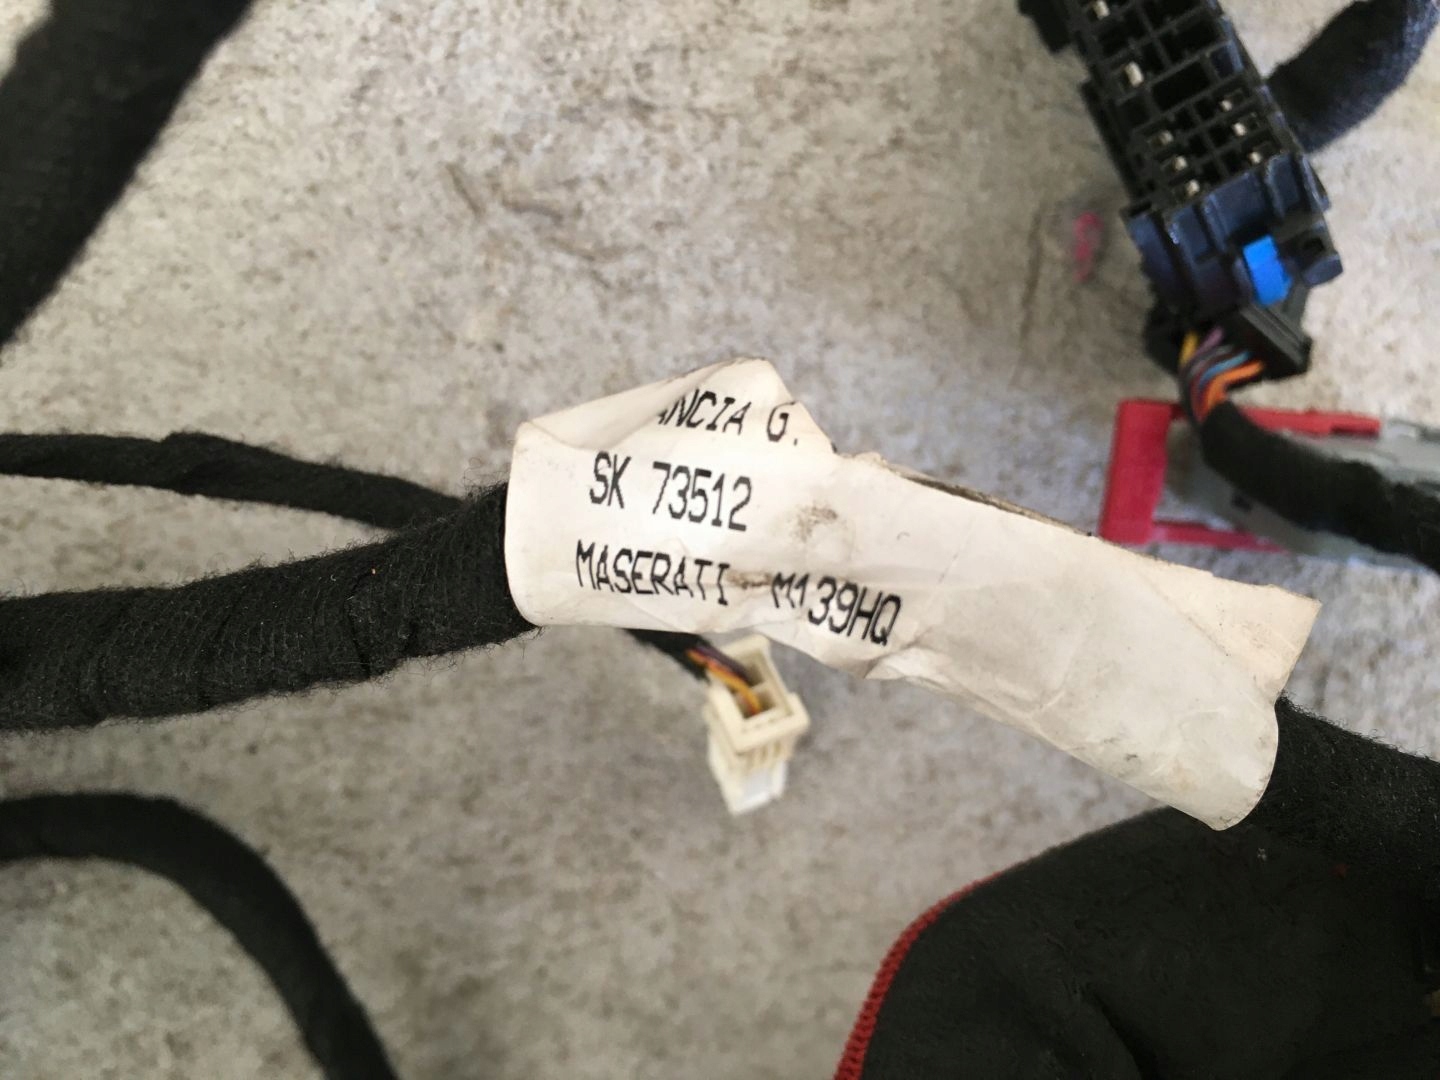 ANCIA G.
SK 73512
MASERATI M139HQ